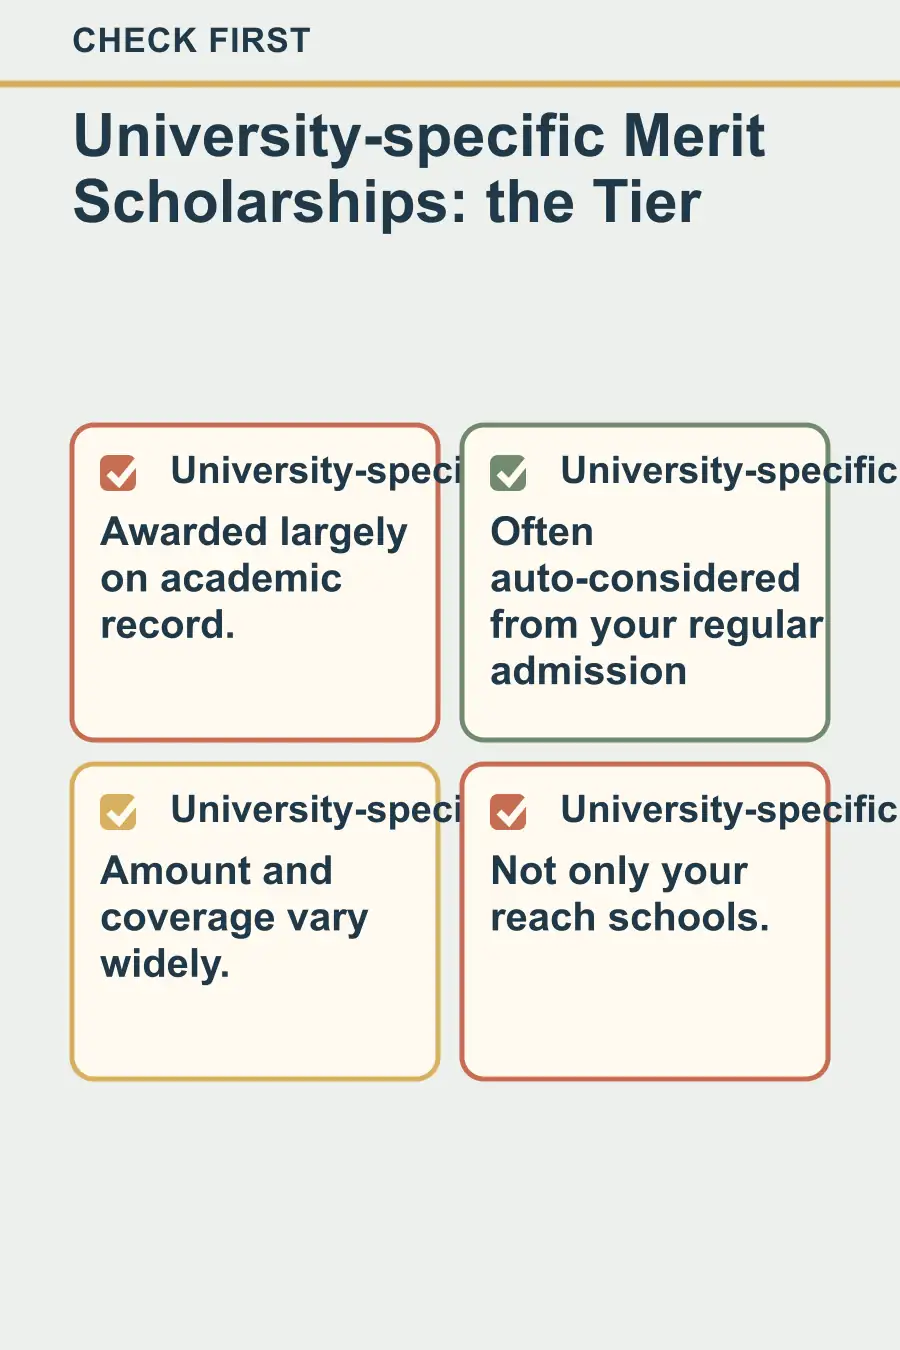 CHECK FIRST
University-specific Merit
Scholarships: the Tier
University-speci
Awarded largely
on academic
record.
University-specific
Often
auto-considered
from your regular
admission
University-speci
Amount and
coverage vary
widely.
University-specific
Not only your
reach schools.